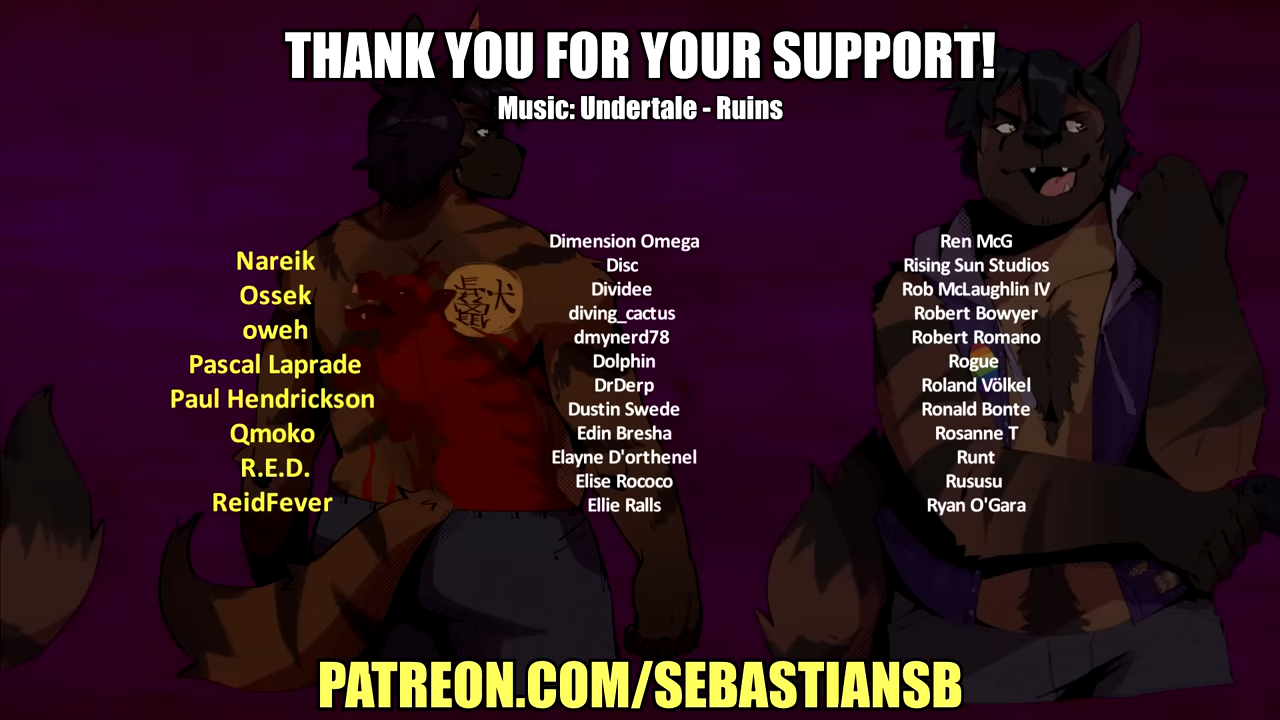 THANK YOU FOR YOUR SUPPORT!
Music: Undertale - Ruins
Nareik
Ossek
oweh
Pascal Laprade
Paul Hendrickson
Qmoko
R.E.D.
ReidFever
Dimension Omega
Disc
Dividee
diving_cactus
dmynerd78
Dolphin
DrDerp
Dustin Swede
Edin Bresha
Elayne D'orthenel
Elise Rococo
Ellie Ralls
Ren McG
Rising Sun Studios
Rob McLaughlin IV
Robert Bowyer
Robert Romano
Rogue
Roland Völkel
Ronald Bonte
Rosanne T
Runt
Rususu
Ryan O'Gara
PATREON.COM/SEBASTIANSB